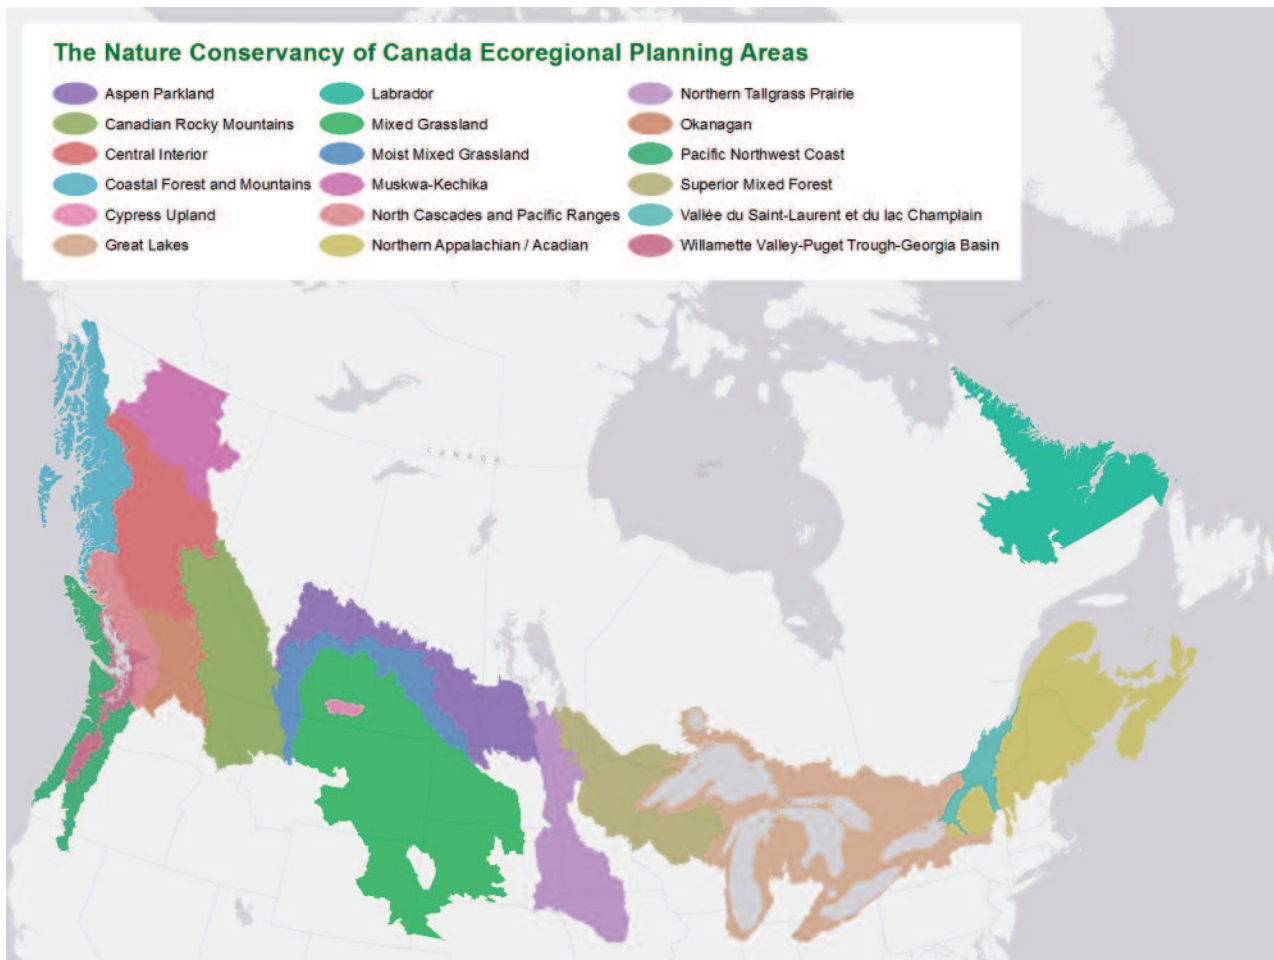 The Nature Conservancy of Canada Ecoregional Planning Areas
Aspen Parkland
Canadian Rocky Mountains
Central Interior
Coastal Forest and Mountains
Cypress Upland
Great Lakes
Labrador
Mixed Grassland
Moist Mixed Grassland
Muskwa-Kechika
North Cascades and Pacific Ranges
Northern Appalachian / Acadian
Northern Tallgrass Prairie
Okanagan
Pacific Northwest Coast
Superior Mixed Forest
Vallée du Saint-Laurent et du lac Champlain
Willamette Valley-Puget Trough-Georgia Basin
CANADA